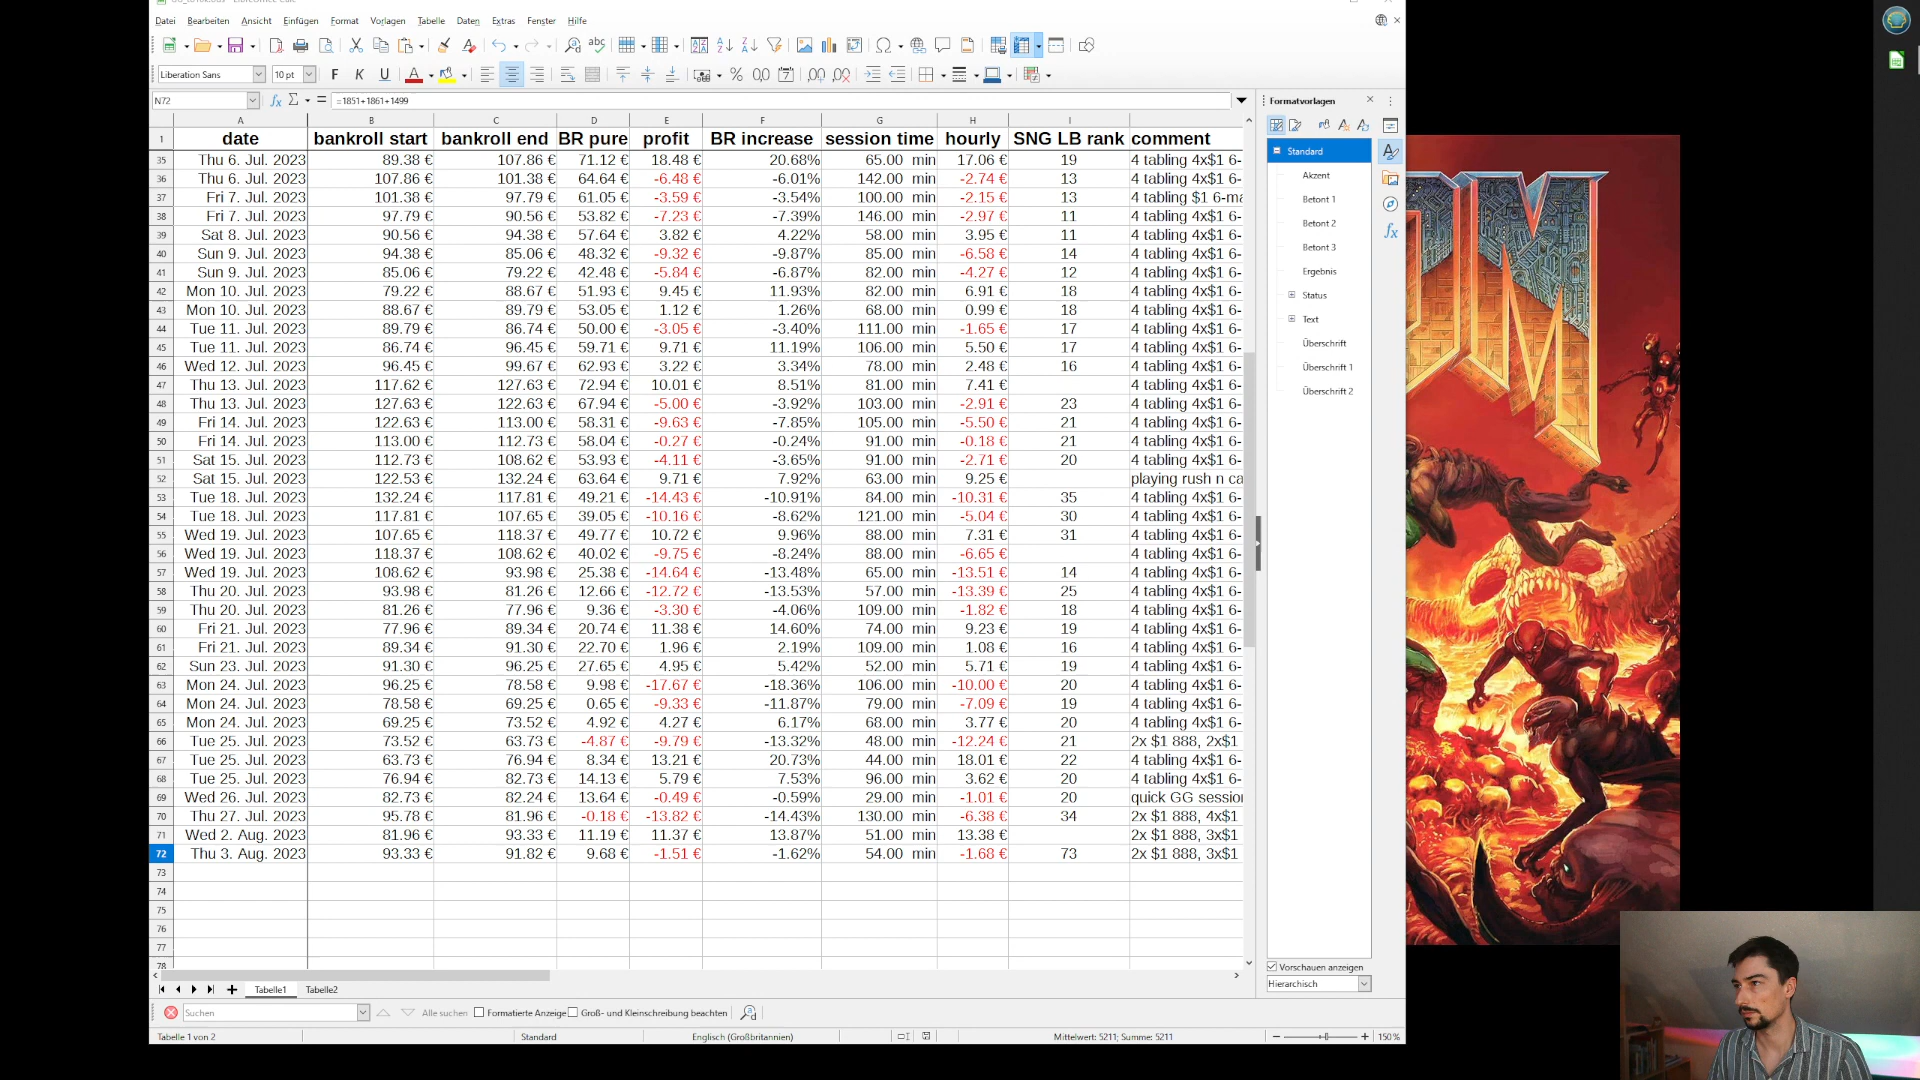 Datei Bearbeiten Ansicht Einfügen Format Vorlagen Tabelle Daten Extras Fenster Hilfe
Liberation Sans 10 pt F K U
N72 =1851+1861+1499
Formatvorlagen
A B C D E F G H I
1 date bankroll start bankroll end BR pure profit BR increase session time hourly SNG LB rank comment
35 Thu 6. Jul. 2023 89.38 € 107.86 € 71.12 € 18.48 € 20.68% 65.00 min 17.06 € 19 4 tabling 4x$1 6-
36 Thu 6. Jul. 2023 107.86 € 101.38 € 64.64 € -6.48 € -6.01% 142.00 min -2.74 € 13 4 tabling 4x$1 6-
37 Fri 7. Jul. 2023 101.38 € 97.79 € 61.05 € -3.59 € -3.54% 100.00 min -2.15 € 13 4 tabling $1 6-ma
38 Fri 7. Jul. 2023 97.79 € 90.56 € 53.82 € -7.23 € -7.39% 146.00 min -2.97 € 11 4 tabling 4x$1 6-
39 Sat 8. Jul. 2023 90.56 € 94.38 € 57.64 € 3.82 € 4.22% 58.00 min 3.95 € 11 4 tabling 4x$1 6-
40 Sun 9. Jul. 2023 94.38 € 85.06 € 48.32 € -9.32 € -9.87% 85.00 min -6.58 € 14 4 tabling 4x$1 6-
41 Sun 9. Jul. 2023 85.06 € 79.22 € 42.48 € -5.84 € -6.87% 82.00 min -4.27 € 12 4 tabling 4x$1 6-
42 Mon 10. Jul. 2023 79.22 € 88.67 € 51.93 € 9.45 € 11.93% 82.00 min 6.91 € 18 4 tabling 4x$1 6-
43 Mon 10. Jul. 2023 88.67 € 89.79 € 53.05 € 1.12 € 1.26% 68.00 min 0.99 € 18 4 tabling 4x$1 6-
44 Tue 11. Jul. 2023 89.79 € 86.74 € 50.00 € -3.05 € -3.40% 111.00 min -1.65 € 17 4 tabling 4x$1 6-
45 Tue 11. Jul. 2023 86.74 € 96.45 € 59.71 € 9.71 € 11.19% 106.00 min 5.50 € 17 4 tabling 4x$1 6-
46 Wed 12. Jul. 2023 96.45 € 99.67 € 62.93 € 3.22 € 3.34% 78.00 min 2.48 € 16 4 tabling 4x$1 6-
47 Thu 13. Jul. 2023 117.62 € 127.63 € 72.94 € 10.01 € 8.51% 81.00 min 7.41 € 4 tabling 4x$1 6-
48 Thu 13. Jul. 2023 127.63 € 122.63 € 67.94 € -5.00 € -3.92% 103.00 min -2.91 € 23 4 tabling 4x$1 6-
49 Fri 14. Jul. 2023 122.63 € 113.00 € 58.31 € -9.63 € -7.85% 105.00 min -5.50 € 21 4 tabling 4x$1 6-
50 Fri 14. Jul. 2023 113.00 € 112.73 € 58.04 € -0.27 € -0.24% 91.00 min -0.18 € 21 4 tabling 4x$1 6-
51 Sat 15. Jul. 2023 112.73 € 108.62 € 53.93 € -4.11 € -3.65% 91.00 min -2.71 € 20 4 tabling 4x$1 6-
52 Sat 15. Jul. 2023 122.53 € 132.24 € 63.64 € 9.71 € 7.92% 63.00 min 9.25 € playing rush n ca
53 Tue 18. Jul. 2023 132.24 € 117.81 € 49.21 € -14.43 € -10.91% 84.00 min -10.31 € 35 4 tabling 4x$1 6-
54 Tue 18. Jul. 2023 117.81 € 107.65 € 39.05 € -10.16 € -8.62% 121.00 min -5.04 € 30 4 tabling 4x$1 6-
55 Wed 19. Jul. 2023 107.65 € 118.37 € 49.77 € 10.72 € 9.96% 88.00 min 7.31 € 31 4 tabling 4x$1 6-
56 Wed 19. Jul. 2023 118.37 € 108.62 € 40.02 € -9.75 € -8.24% 88.00 min -6.65 € 4 tabling 4x$1 6-
57 Wed 19. Jul. 2023 108.62 € 93.98 € 25.38 € -14.64 € -13.48% 65.00 min -13.51 € 14 4 tabling 4x$1 6-
58 Thu 20. Jul. 2023 93.98 € 81.26 € 12.66 € -12.72 € -13.53% 57.00 min -13.39 € 25 4 tabling 4x$1 6-
59 Thu 20. Jul. 2023 81.26 € 77.96 € 9.36 € -3.30 € -4.06% 109.00 min -1.82 € 18 4 tabling 4x$1 6-
60 Fri 21. Jul. 2023 77.96 € 89.34 € 20.74 € 11.38 € 14.60% 74.00 min 9.23 € 19 4 tabling 4x$1 6-
61 Fri 21. Jul. 2023 89.34 € 91.30 € 22.70 € 1.96 € 2.19% 109.00 min 1.08 € 16 4 tabling 4x$1 6-
62 Sun 23. Jul. 2023 91.30 € 96.25 € 27.65 € 4.95 € 5.42% 52.00 min 5.71 € 19 4 tabling 4x$1 6-
63 Mon 24. Jul. 2023 96.25 € 78.58 € 9.98 € -17.67 € -18.36% 106.00 min -10.00 € 20 4 tabling 4x$1 6-
64 Mon 24. Jul. 2023 78.58 € 69.25 € 0.65 € -9.33 € -11.87% 79.00 min -7.09 € 19 4 tabling 4x$1 6-
65 Mon 24. Jul. 2023 69.25 € 73.52 € 4.92 € 4.27 € 6.17% 68.00 min 3.77 € 20 4 tabling 4x$1 6-
66 Tue 25. Jul. 2023 73.52 € 63.73 € -4.87 € -9.79 € -13.32% 48.00 min -12.24 € 21 2x $1 888, 2x$1
67 Tue 25. Jul. 2023 63.73 € 76.94 € 8.34 € 13.21 € 20.73% 44.00 min 18.01 € 22 4 tabling 4x$1 6-
68 Tue 25. Jul. 2023 76.94 € 82.73 € 14.13 € 5.79 € 7.53% 96.00 min 3.62 € 20 4 tabling 4x$1 6-
69 Wed 26. Jul. 2023 82.73 € 82.24 € 13.64 € -0.49 € -0.59% 29.00 min -1.01 € 20 quick GG session
70 Thu 27. Jul. 2023 95.78 € 81.96 € -0.18 € -13.82 € -14.43% 130.00 min -6.38 € 34 2x $1 888, 4x$1
71 Wed 2. Aug. 2023 81.96 € 93.33 € 11.19 € 11.37 € 13.87% 51.00 min 13.38 € 2x $1 888, 3x$1
72 Thu 3. Aug. 2023 93.33 € 91.82 € 9.68 € -1.51 € -1.62% 54.00 min -1.68 € 73 2x $1 888, 3x$1
73
74
75
76
77
78
Standard
Akzent
Betont 1
Betont 2
Betont 3
Ergebnis
Status
Text
Überschrift
Überschrift 1
Überschrift 2
Vorschauen anzeigen
Hierarchisch
Tabelle1 Tabelle2
Suchen Alle suchen Formatierte Anzeige Groß- und Kleinschreibung beachten
Tabelle 1 von 2 Standard Englisch (Großbritannien) Mittelwert: 5211; Summe: 5211 150 %